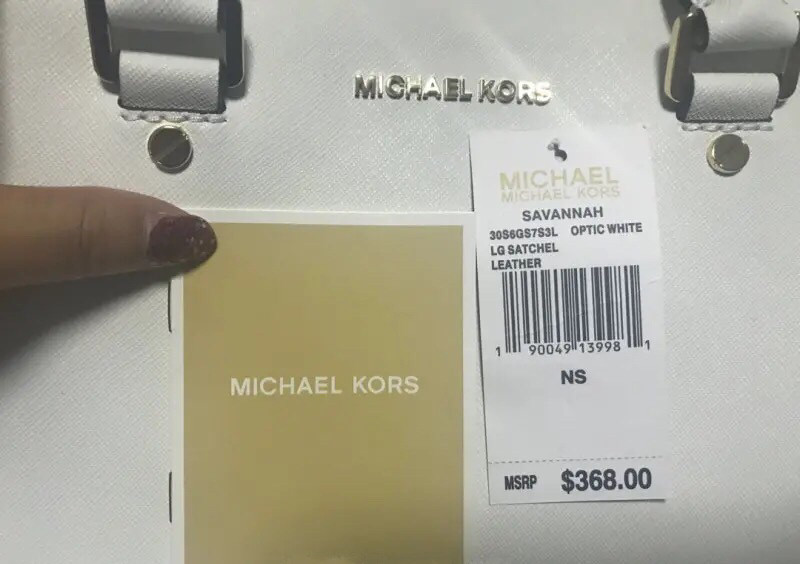 MICHAEL KORS
MICHAEL
MICHAEL KORS
SAVANNAH
30S6GS7S3L OPTIC WHITE
LG SATCHEL
LEATHER
1 90049 13998 1
NS
MSRP $368.00
MICHAEL KORS